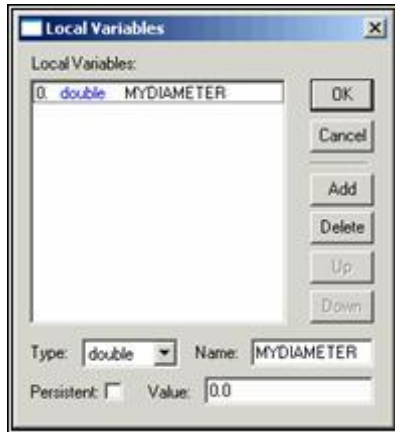 Local Variables
Local Variables:
0. double MYDIAMETER
OK
Cancel
Add
Delete
Up
Down
Type: double Name: MYDIAMETER
Persistent: Value: 0.0